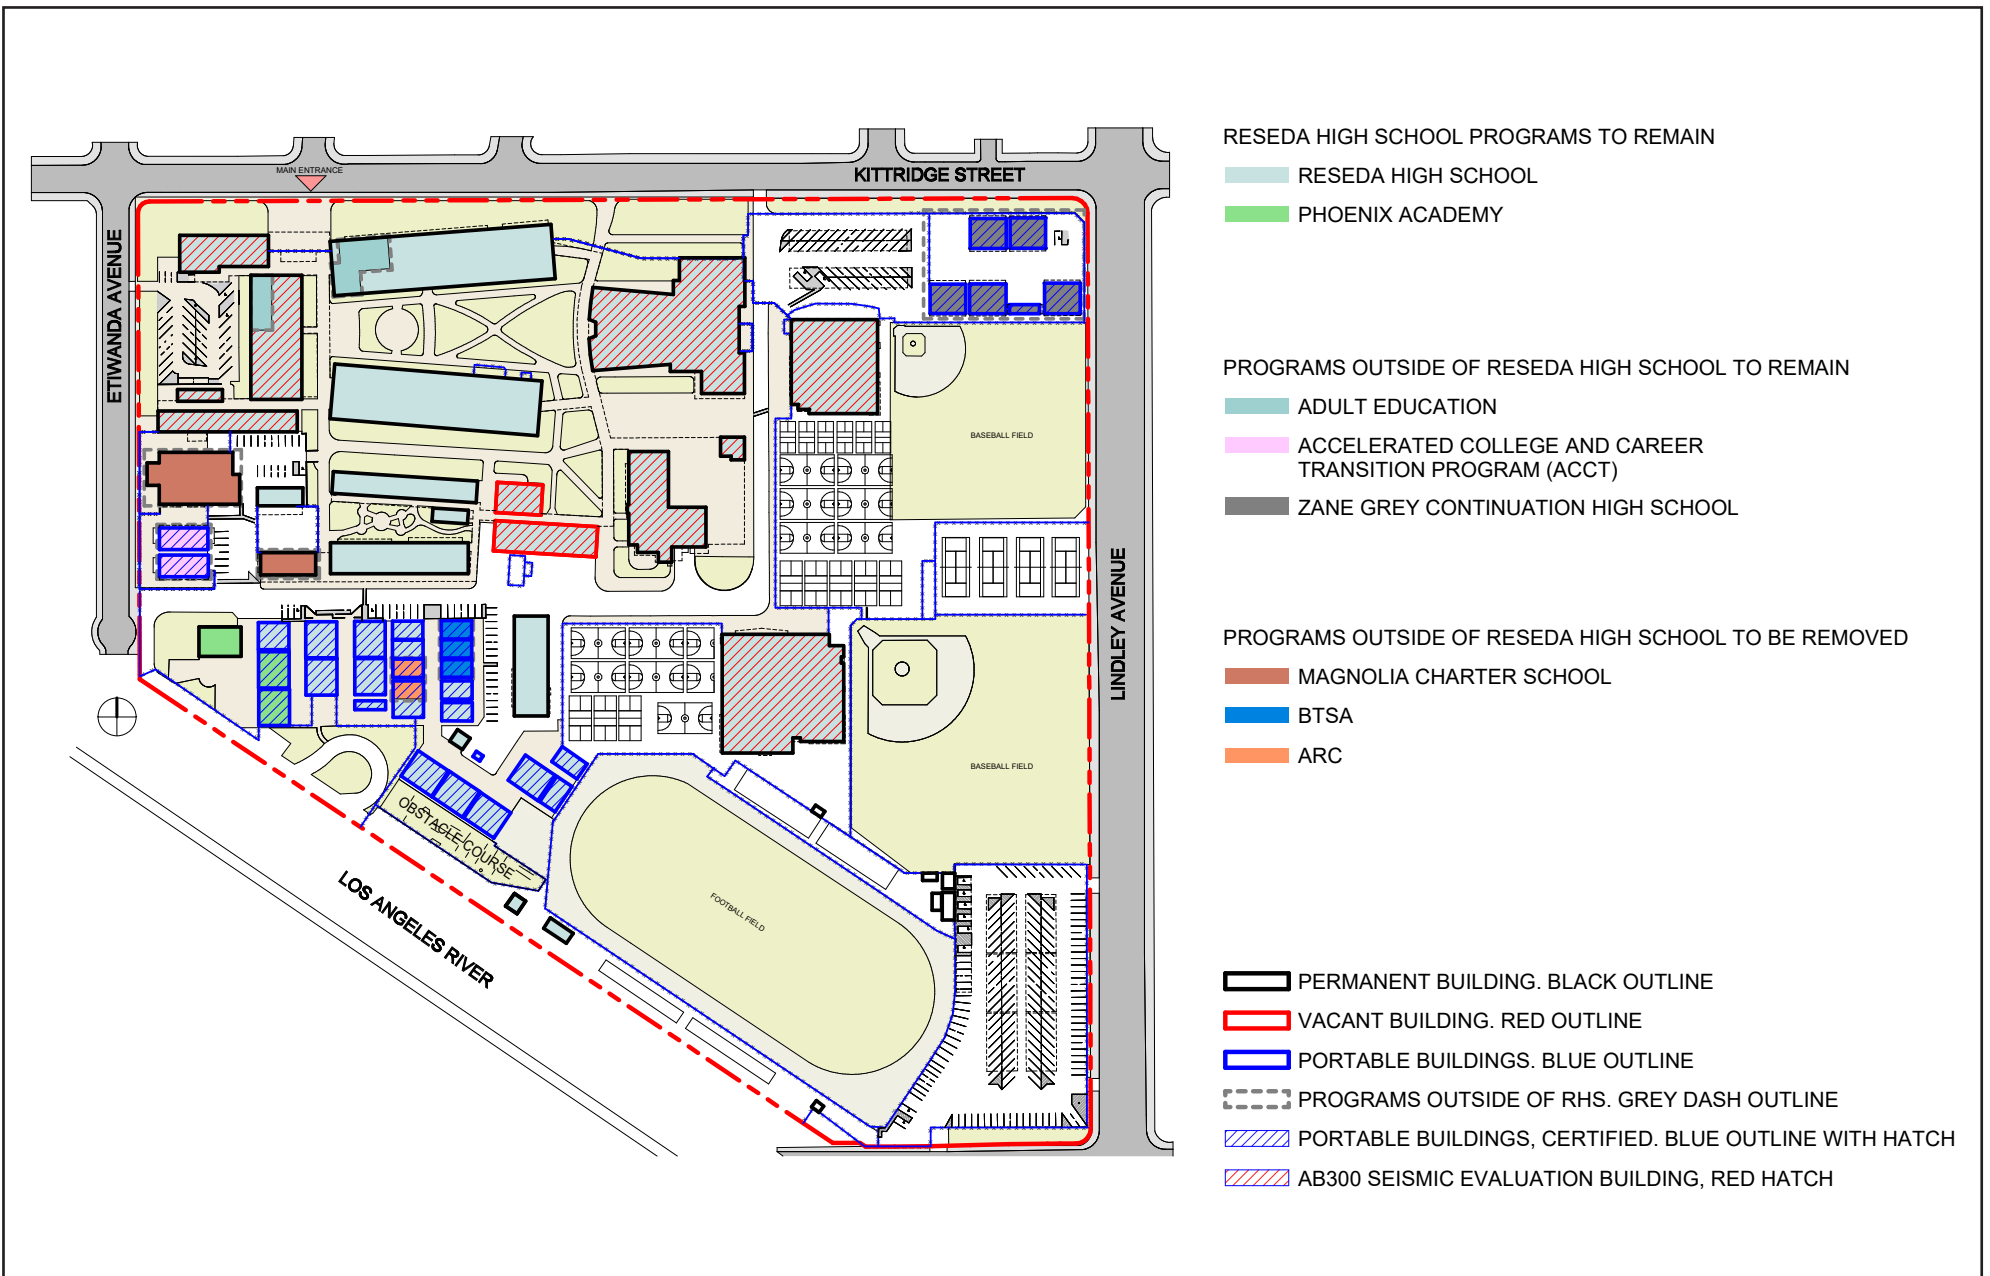 MAIN ENTRANCE
KITTRIDGE STREET
ETIWANDA AVENUE
BASEBALL FIELD
LINDLEY AVENUE
BASEBALL FIELD
OBSTACLE COURSE
FOOTBALL FIELD
LOS ANGELES RIVER
RESEDA HIGH SCHOOL PROGRAMS TO REMAIN
RESEDA HIGH SCHOOL
PHOENIX ACADEMY
PROGRAMS OUTSIDE OF RESEDA HIGH SCHOOL TO REMAIN
ADULT EDUCATION
ACCELERATED COLLEGE AND CAREER
TRANSITION PROGRAM (ACCT)
ZANE GREY CONTINUATION HIGH SCHOOL
PROGRAMS OUTSIDE OF RESEDA HIGH SCHOOL TO BE REMOVED
MAGNOLIA CHARTER SCHOOL
BTSA
ARC
PERMANENT BUILDING. BLACK OUTLINE
VACANT BUILDING. RED OUTLINE
PORTABLE BUILDINGS. BLUE OUTLINE
PROGRAMS OUTSIDE OF RHS. GREY DASH OUTLINE
PORTABLE BUILDINGS, CERTIFIED. BLUE OUTLINE WITH HATCH
AB300 SEISMIC EVALUATION BUILDING, RED HATCH